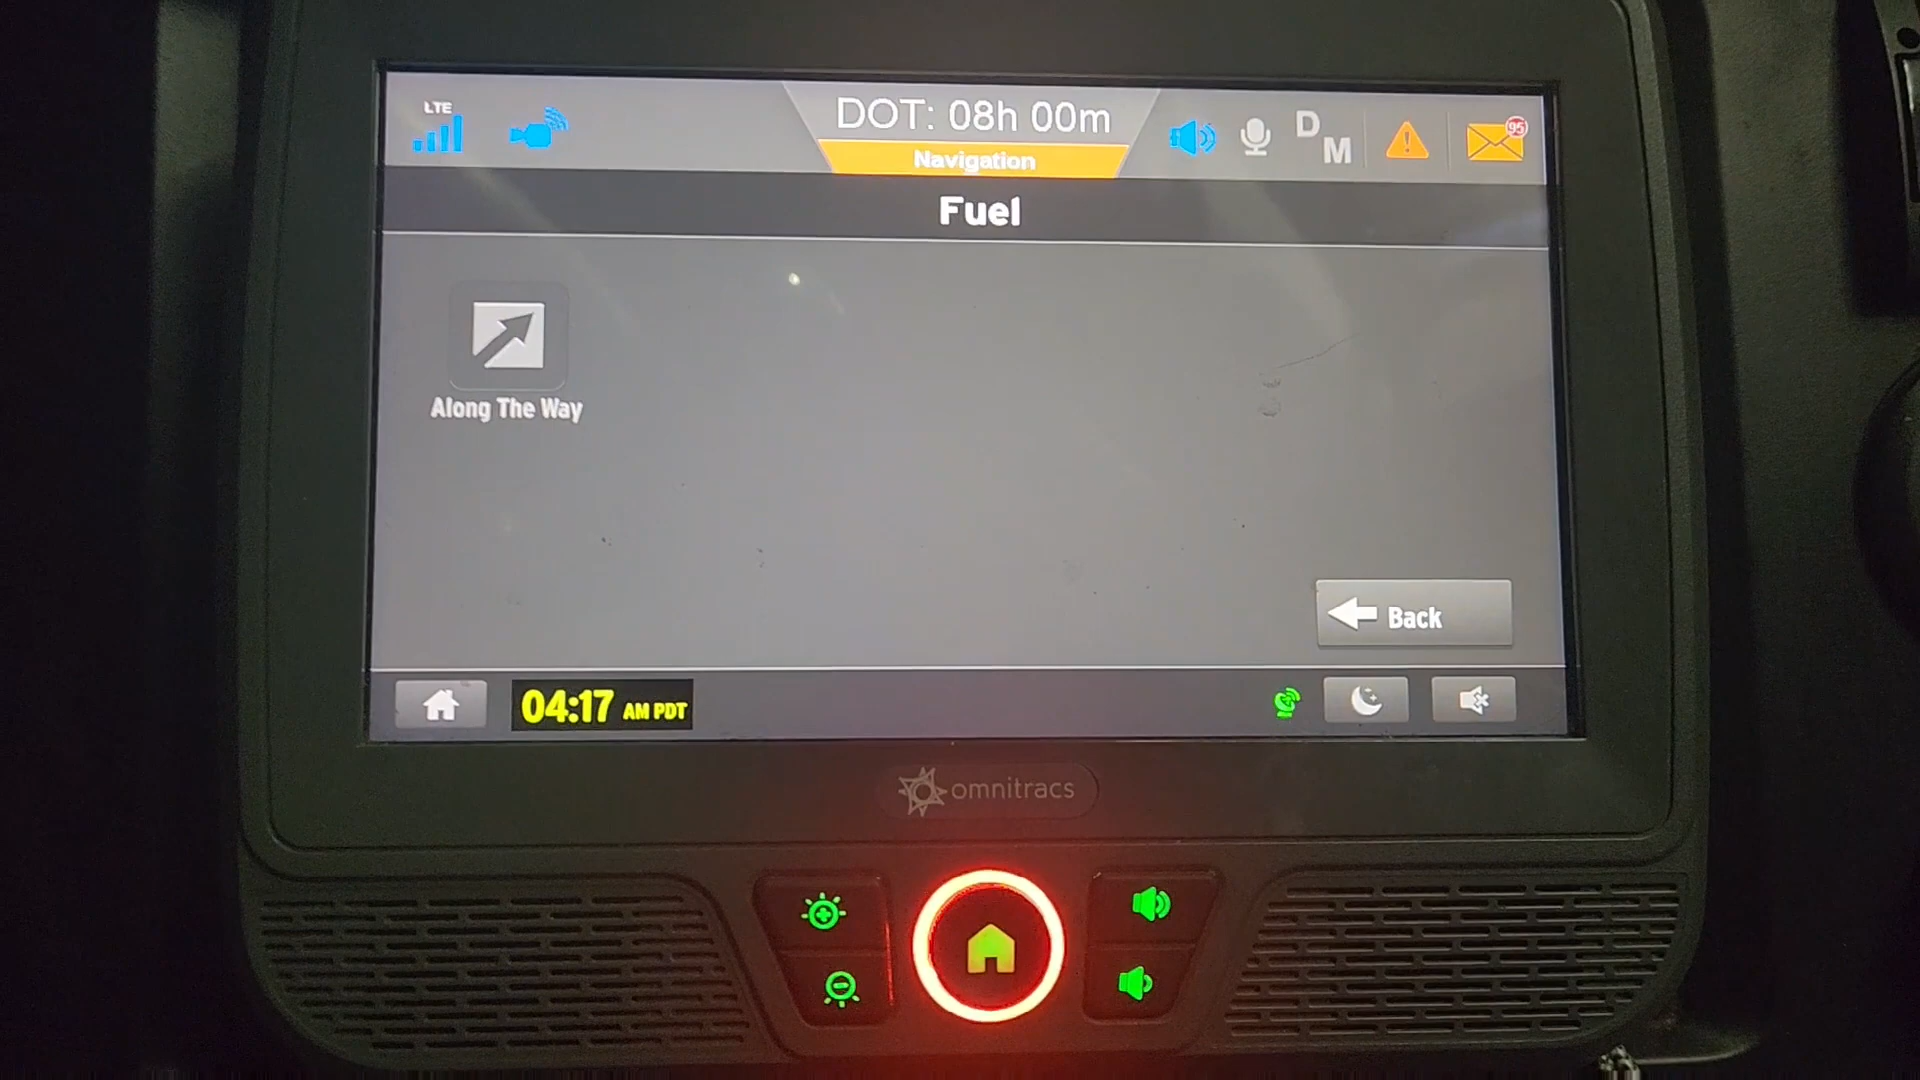 LTE
DOT: 08h 00m
D
M
95
Navigation
Fuel
Along The Way
Back
04:17 AM PDT
omnitracs